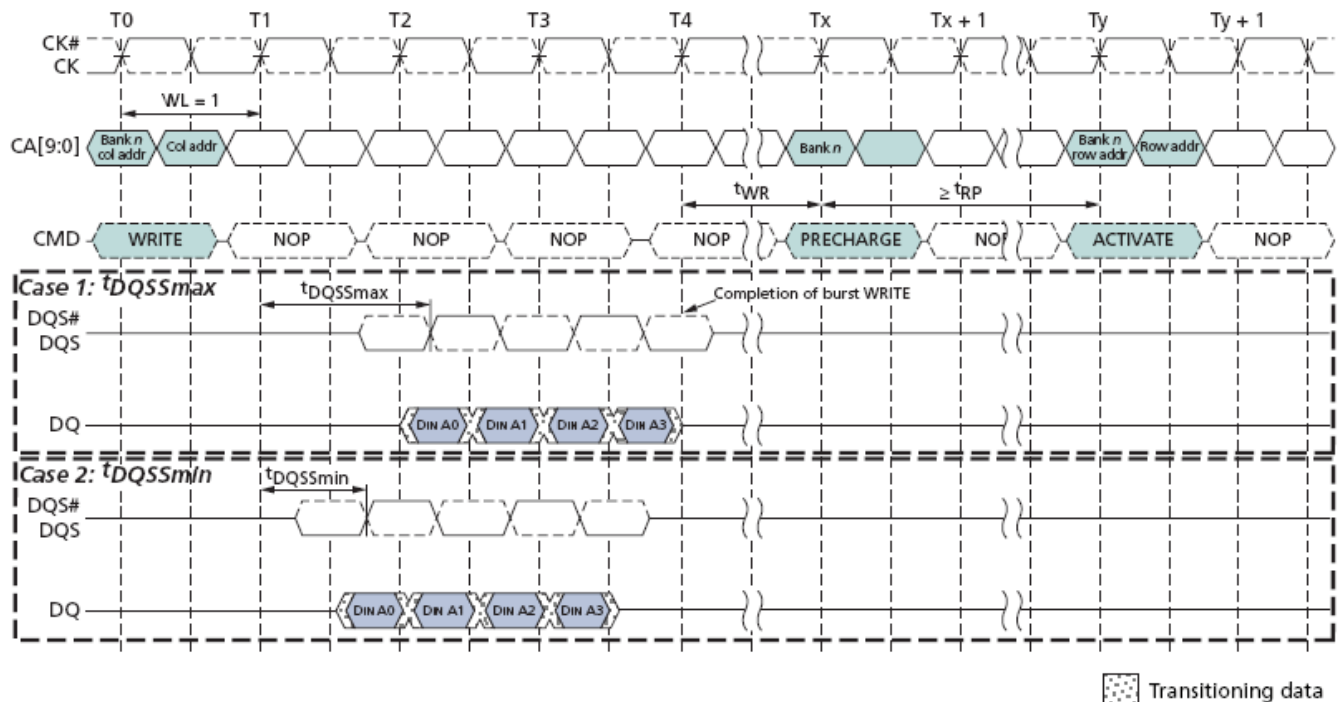 T0 T1 T2 T3 T4 Tx Tx + 1 Ty Ty + 1
CK#
CK
WL = 1
CA[9:0] Bank n col addr Col addr Bank n Bank n row addr Row addr
tWR ≥ tRP
CMD WRITE NOP NOP NOP NOP PRECHARGE NOP ACTIVATE NOP
Case 1: tDQSSmax
tDQSSmax
Completion of burst WRITE
DQS#
DQS
DQ DIN A0 DIN A1 DIN A2 DIN A3
Case 2: tDQSSmin
tDQSSmin
DQS#
DQS
DQ DIN A0 DIN A1 DIN A2 DIN A3
Transitioning data